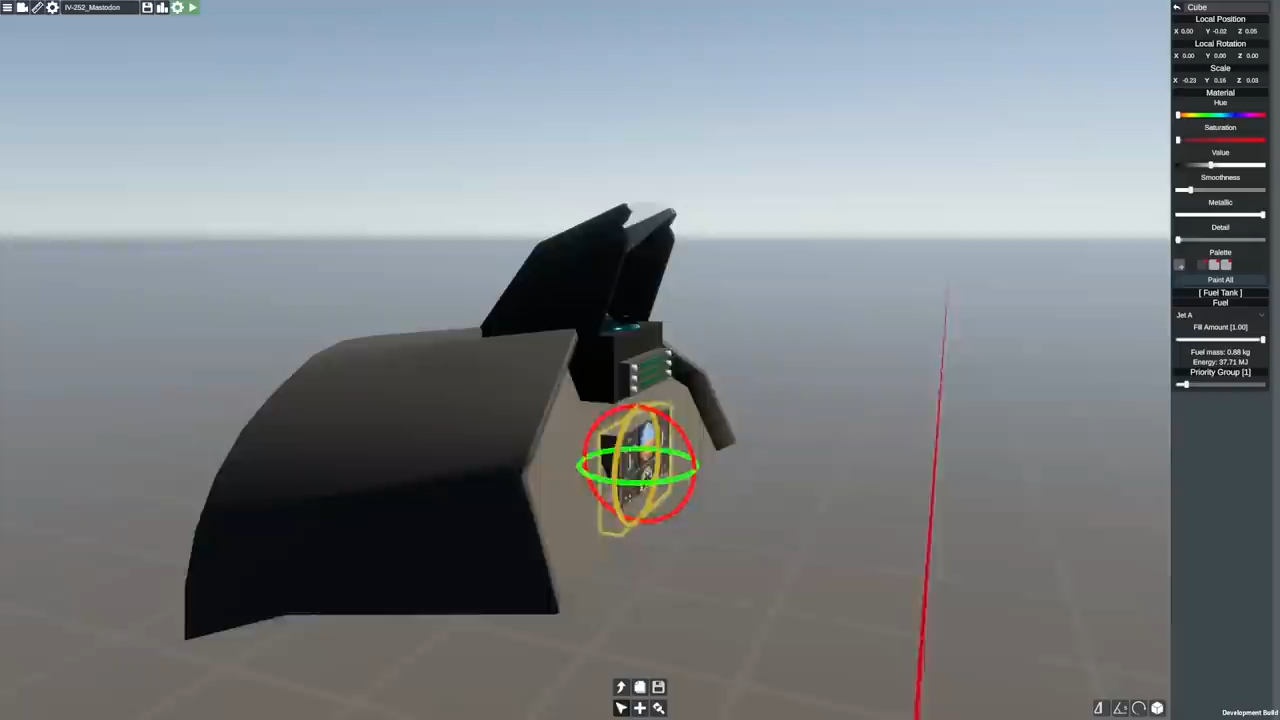 IV-252_Mastodon
Cube
Local Position
X 0.00 Y -0.02 Z 0.05
Local Rotation
X 0.00 Y 0.00 Z 0.00
Scale
X -0.23 Y 0.16 Z 0.03
Material
Hue
Saturation
Value
Smoothness
Metallic
Detail
Palette
Paint All
[ Fuel Tank ]
Fuel
Jet A
Fill Amount [1.00]
Fuel mass: 0.88 kg
Energy: 37.71 MJ
Priority Group [1]
Development Build